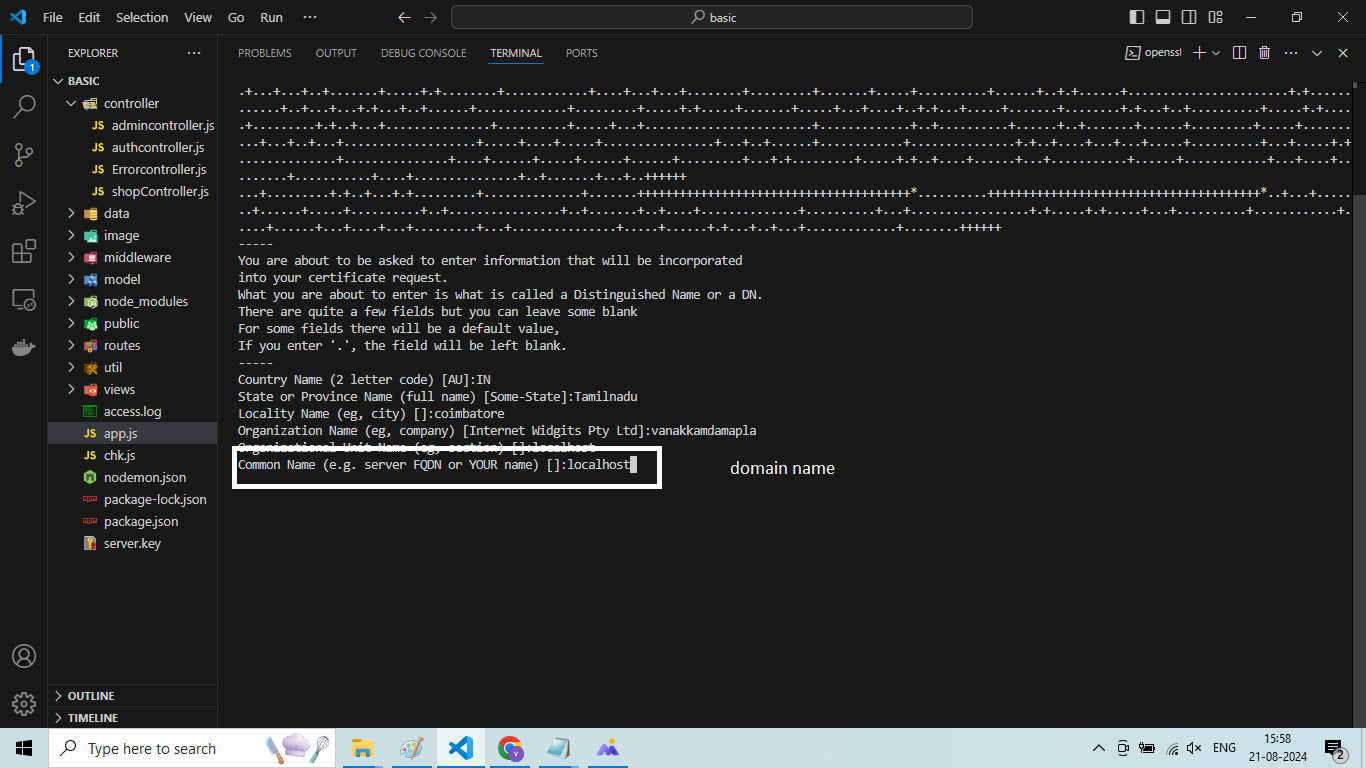 File Edit Selection View Go Run ···
basic
EXPLORER
BASIC
controller
JS admincontroller.js
JS authcontroller.js
JS Errorcontroller.js
JS shopController.js
data
image
middleware
model
node_modules
public
routes
util
views
access.log
JS app.js
JS chk.js
nodemon.json
package-lock.json
package.json
server.key
OUTLINE
TIMELINE
PROBLEMS OUTPUT DEBUG CONSOLE TERMINAL PORTS
openssl
-----
You are about to be asked to enter information that will be incorporated
into your certificate request.
What you are about to enter is what is called a Distinguished Name or a DN.
There are quite a few fields but you can leave some blank
For some fields there will be a default value,
If you enter '.', the field will be left blank.
-----
Country Name (2 letter code) [AU]:IN
State or Province Name (full name) [Some-State]:Tamilnadu
Locality Name (eg, city) []:coimbatore
Organization Name (eg, company) [Internet Widgits Pty Ltd]:vanakkamdamapla
Organizational Unit Name (eg, section) []:localhost
Common Name (e.g. server FQDN or YOUR name) []:localhost
domain name
1
Type here to search
V
ENG
15:58
21-08-2024
2